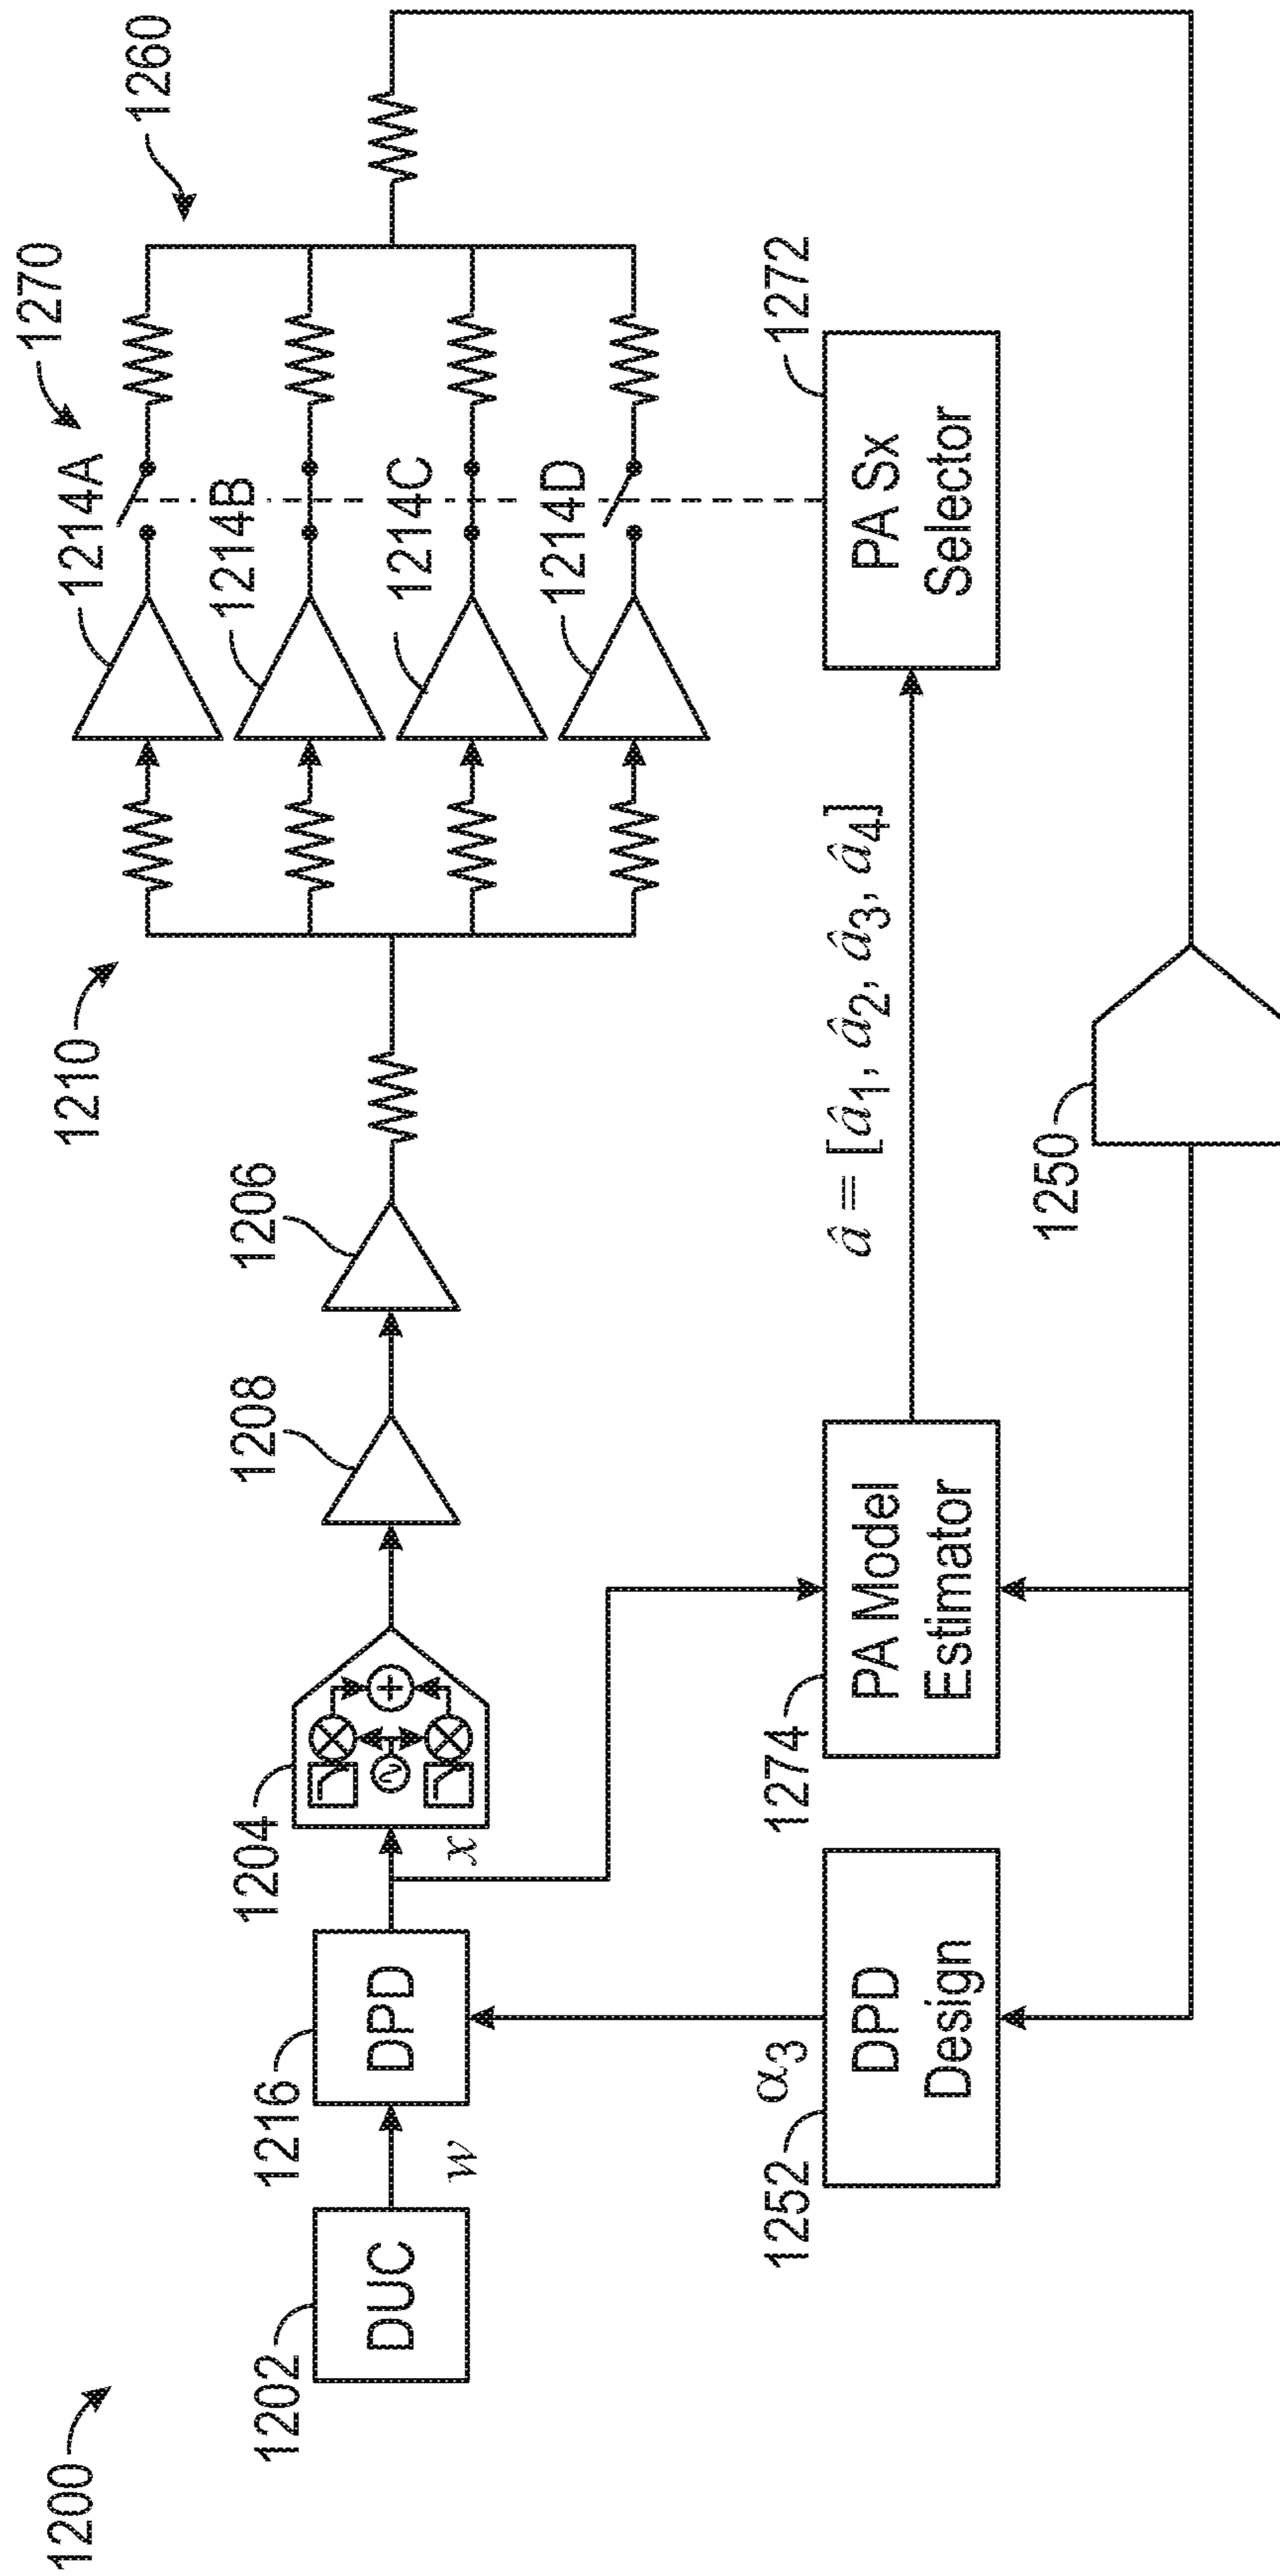 1200
1202
DUC
w
1216
DPD
x
1204
1208
1206
1210
1214A
1214B
1214C
1214D
1270
1260
1252
α3
DPD
Design
1274
PA Model
Estimator
â = [â1, â2, â3, â4]
1272
PA Sx
Selector
1250